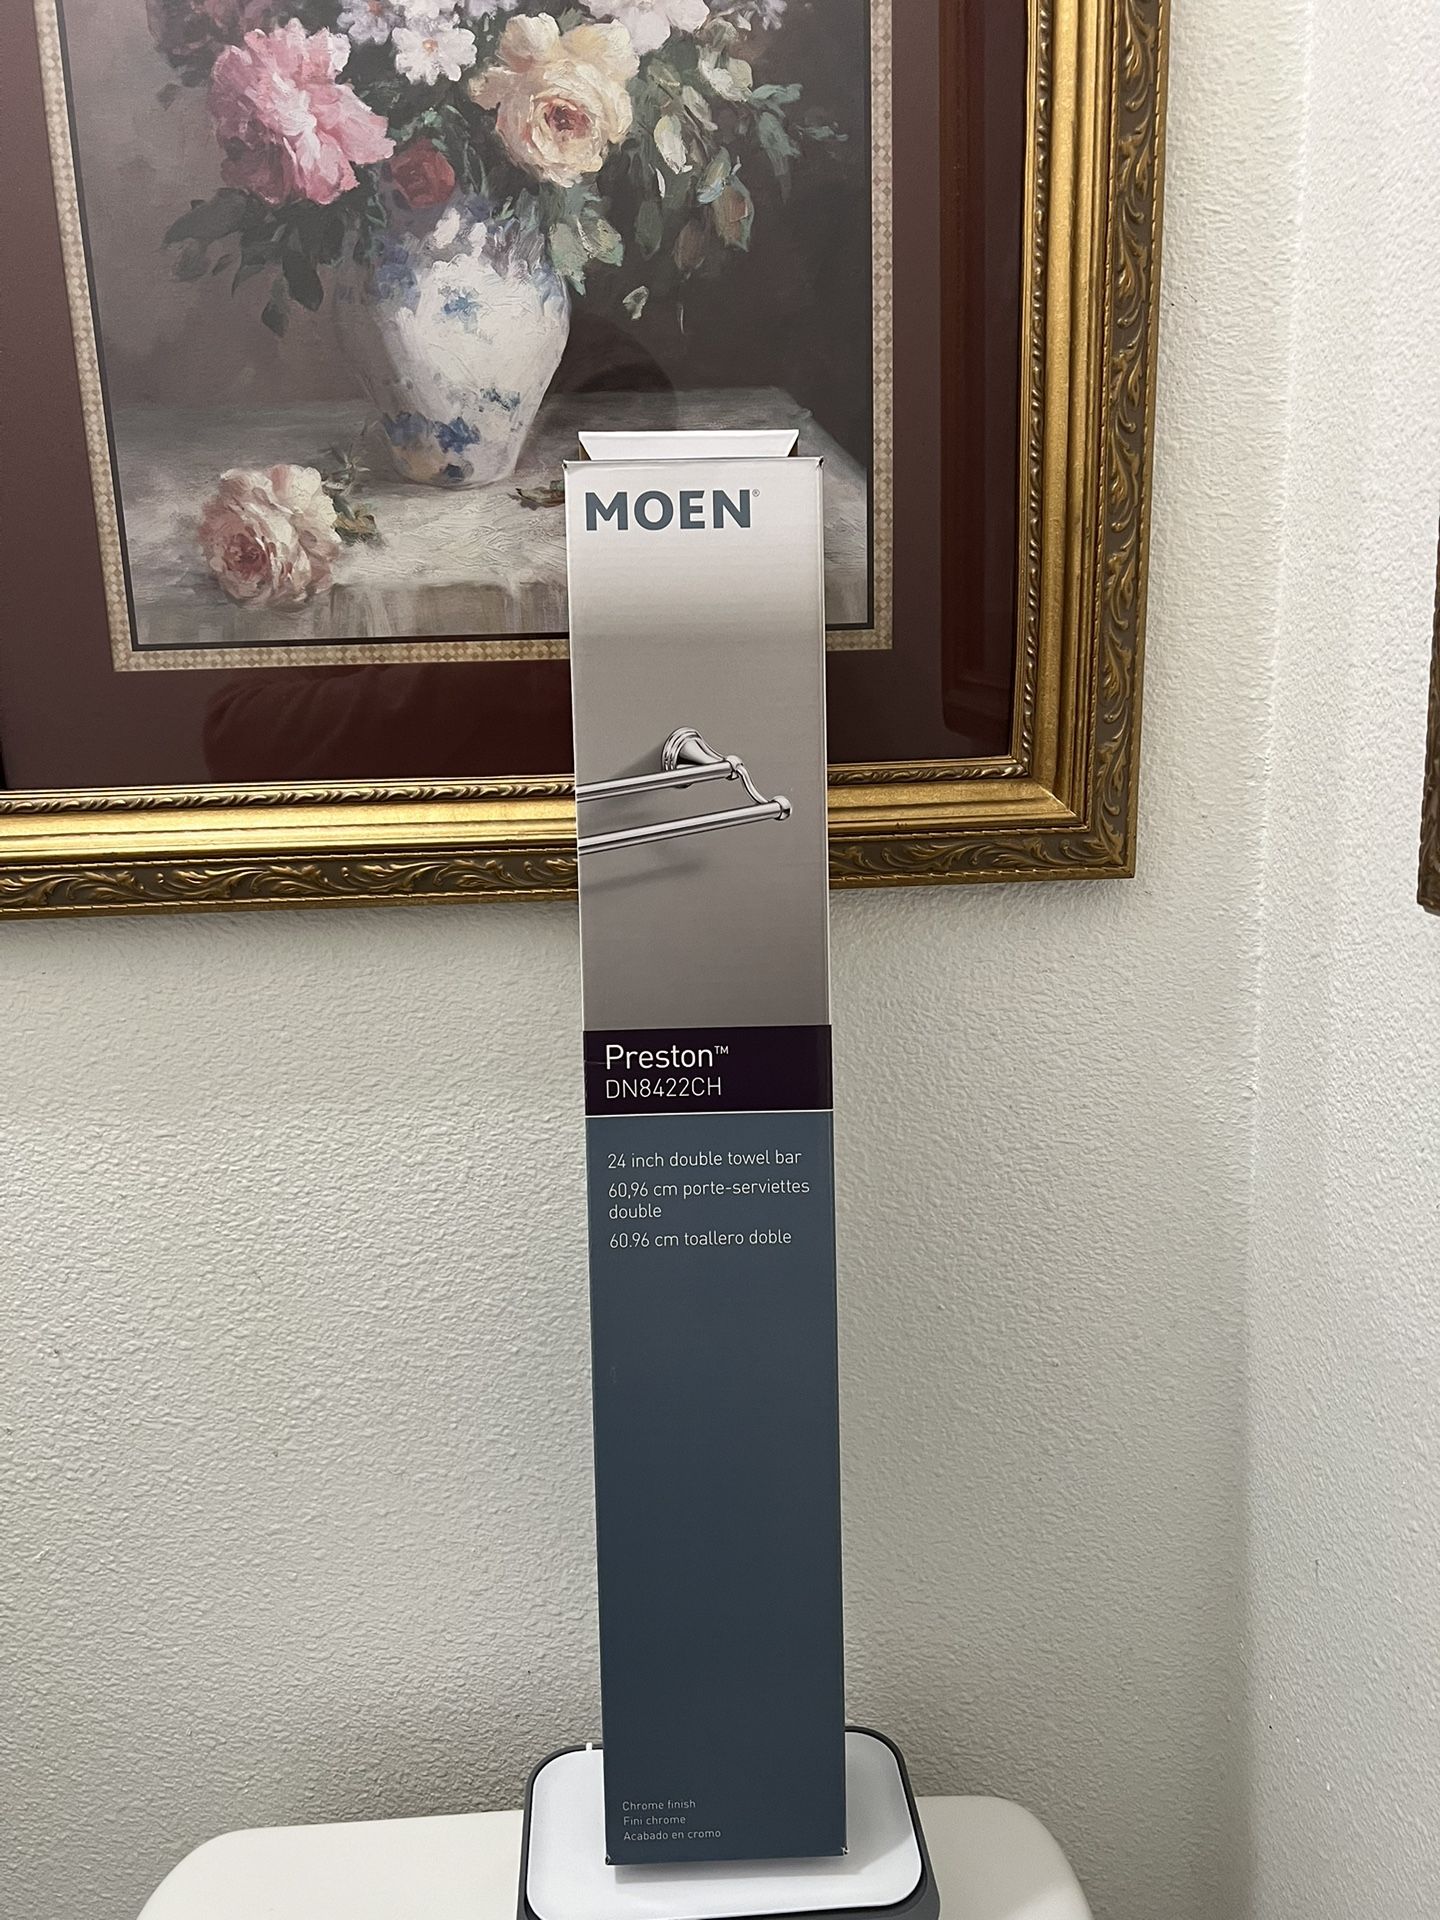 MOEN®
Preston™
DN8422CH
24 inch double towel bar
60,96 cm porte-serviettes
double
60.96 cm toallero doble
Chrome finish
Fini chrome
Acabado en cromo